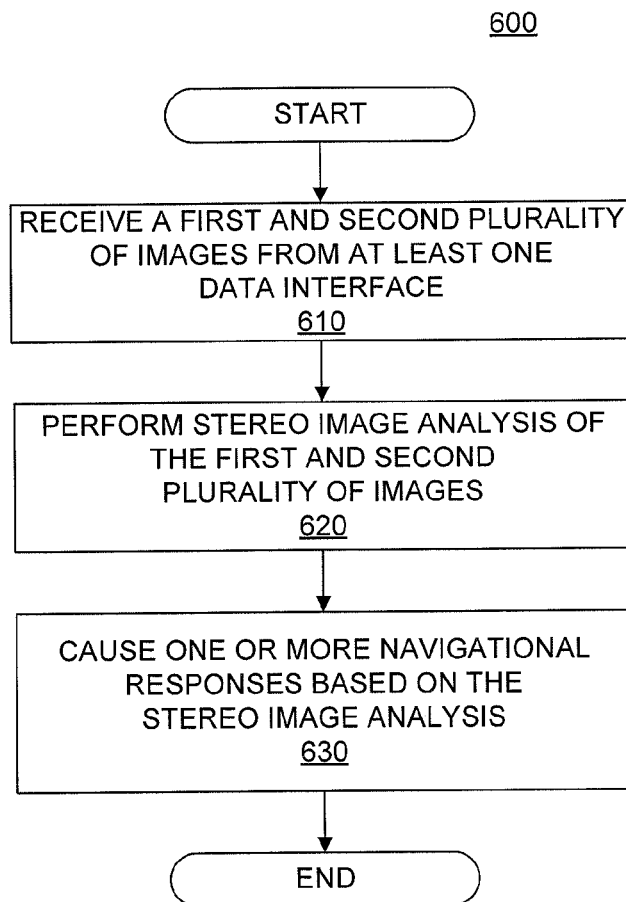 600
START
RECEIVE A FIRST AND SECOND PLURALITY
OF IMAGES FROM AT LEAST ONE
DATA INTERFACE
610
PERFORM STEREO IMAGE ANALYSIS OF
THE FIRST AND SECOND
PLURALITY OF IMAGES
620
CAUSE ONE OR MORE NAVIGATIONAL
RESPONSES BASED ON THE
STEREO IMAGE ANALYSIS
630
END